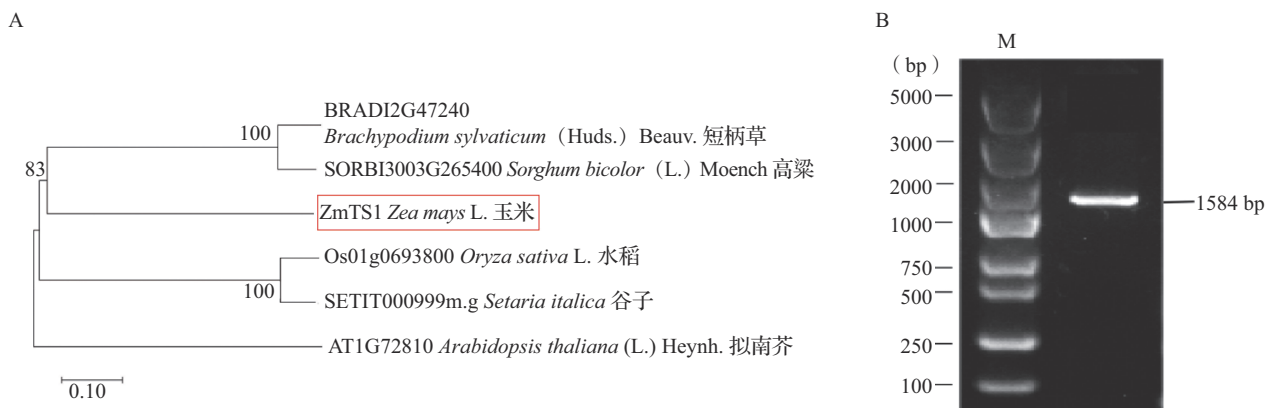 A
BRADI2G47240
100
Brachypodium sylvaticum（Huds.）Beauv. 短柄草
83
SORBI3003G265400 Sorghum bicolor（L.）Moench 高粱
ZmTS1 Zea mays L. 玉米
Os01g0693800 Oryza sativa L. 水稻
100
SETIT000999m.g Setaria italica 谷子
AT1G72810 Arabidopsis thaliana (L.) Heynh. 拟南芥
0.10
B
M
（bp）
5000
3000
2000
1584 bp
1000
750
500
250
100